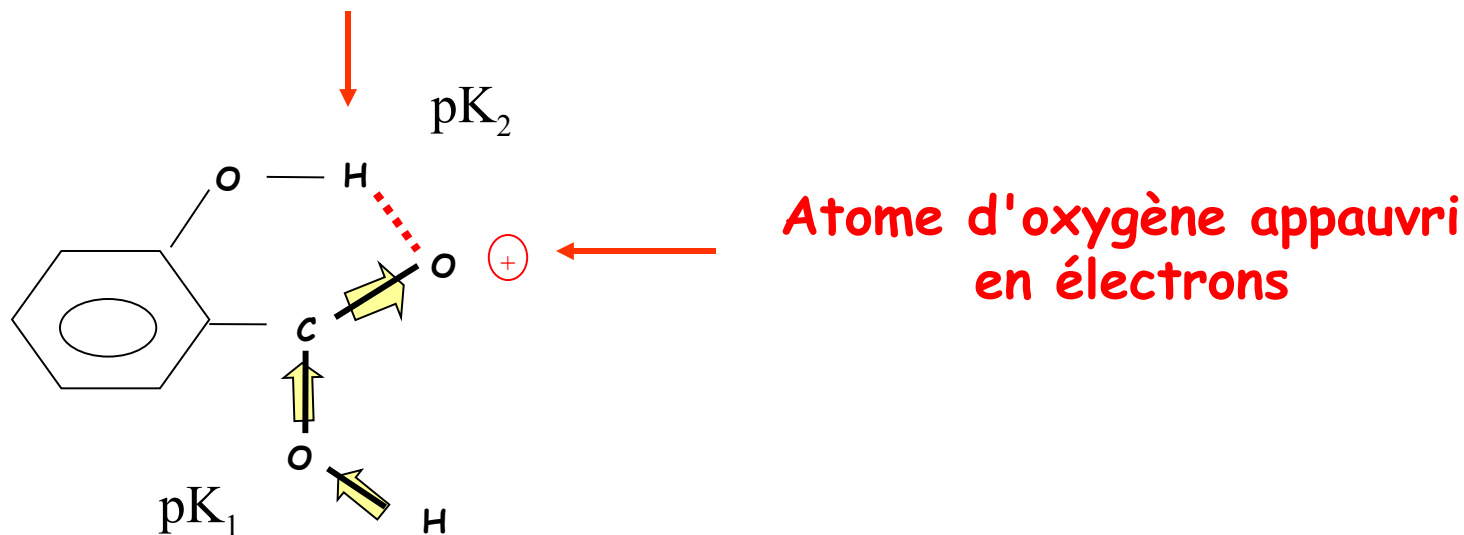 pK₂
O H
O +
Atome d'oxygène appauvri
en électrons
C
O
pK₁
H